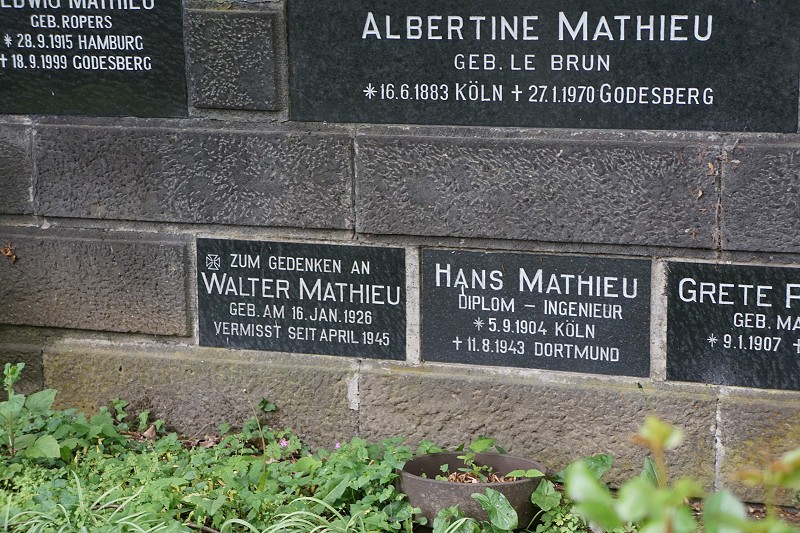 MATHIEU
GEB. ROPERS
* 28.9.1915 HAMBURG
† 18.9.1999 GODESBERG
ALBERTINE MATHIEU
GEB. LE BRUN
* 16.6.1883 KÖLN † 27.1.1970 GODESBERG
ZUM GEDENKEN AN
WALTER MATHIEU
GEB. AM 16. JAN. 1926
VERMISST SEIT APRIL 1945
HANS MATHIEU
DIPLOM – INGENIEUR
* 5.9.1904 KÖLN
† 11.8.1943 DORTMUND
GRETE
GEB. MA
* 9.1.1907 †